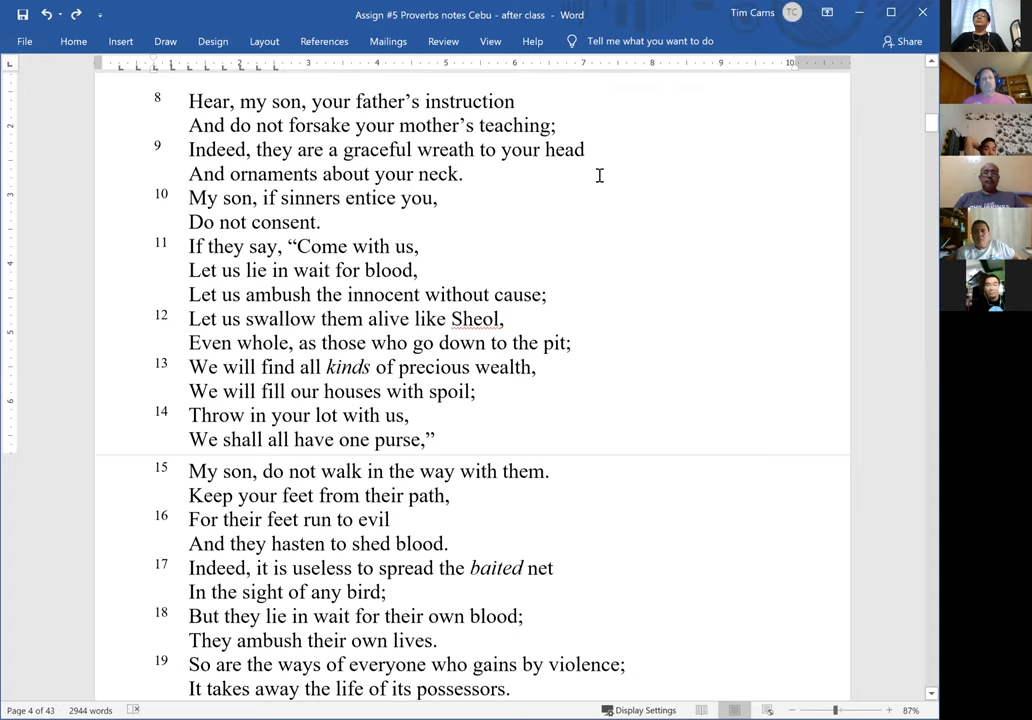 Assign #5 Proverbs notes Cebu - after class - Word
Tim Carns TC
File Home Insert Draw Design Layout References Mailings Review View Help Tell me what you want to do Share
1 2 3 4 5 6 7 8 9 10
8 Hear, my son, your father’s instruction
And do not forsake your mother’s teaching;
9 Indeed, they are a graceful wreath to your head
And ornaments about your neck.
10 My son, if sinners entice you,
Do not consent.
11 If they say, “Come with us,
Let us lie in wait for blood,
Let us ambush the innocent without cause;
12 Let us swallow them alive like Sheol,
Even whole, as those who go down to the pit;
13 We will find all kinds of precious wealth,
We will fill our houses with spoil;
14 Throw in your lot with us,
We shall all have one purse,”
15 My son, do not walk in the way with them.
Keep your feet from their path,
16 For their feet run to evil
And they hasten to shed blood.
17 Indeed, it is useless to spread the baited net
In the sight of any bird;
18 But they lie in wait for their own blood;
They ambush their own lives.
19 So are the ways of everyone who gains by violence;
It takes away the life of its possessors.
Page 4 of 43 2944 words Display Settings 87%